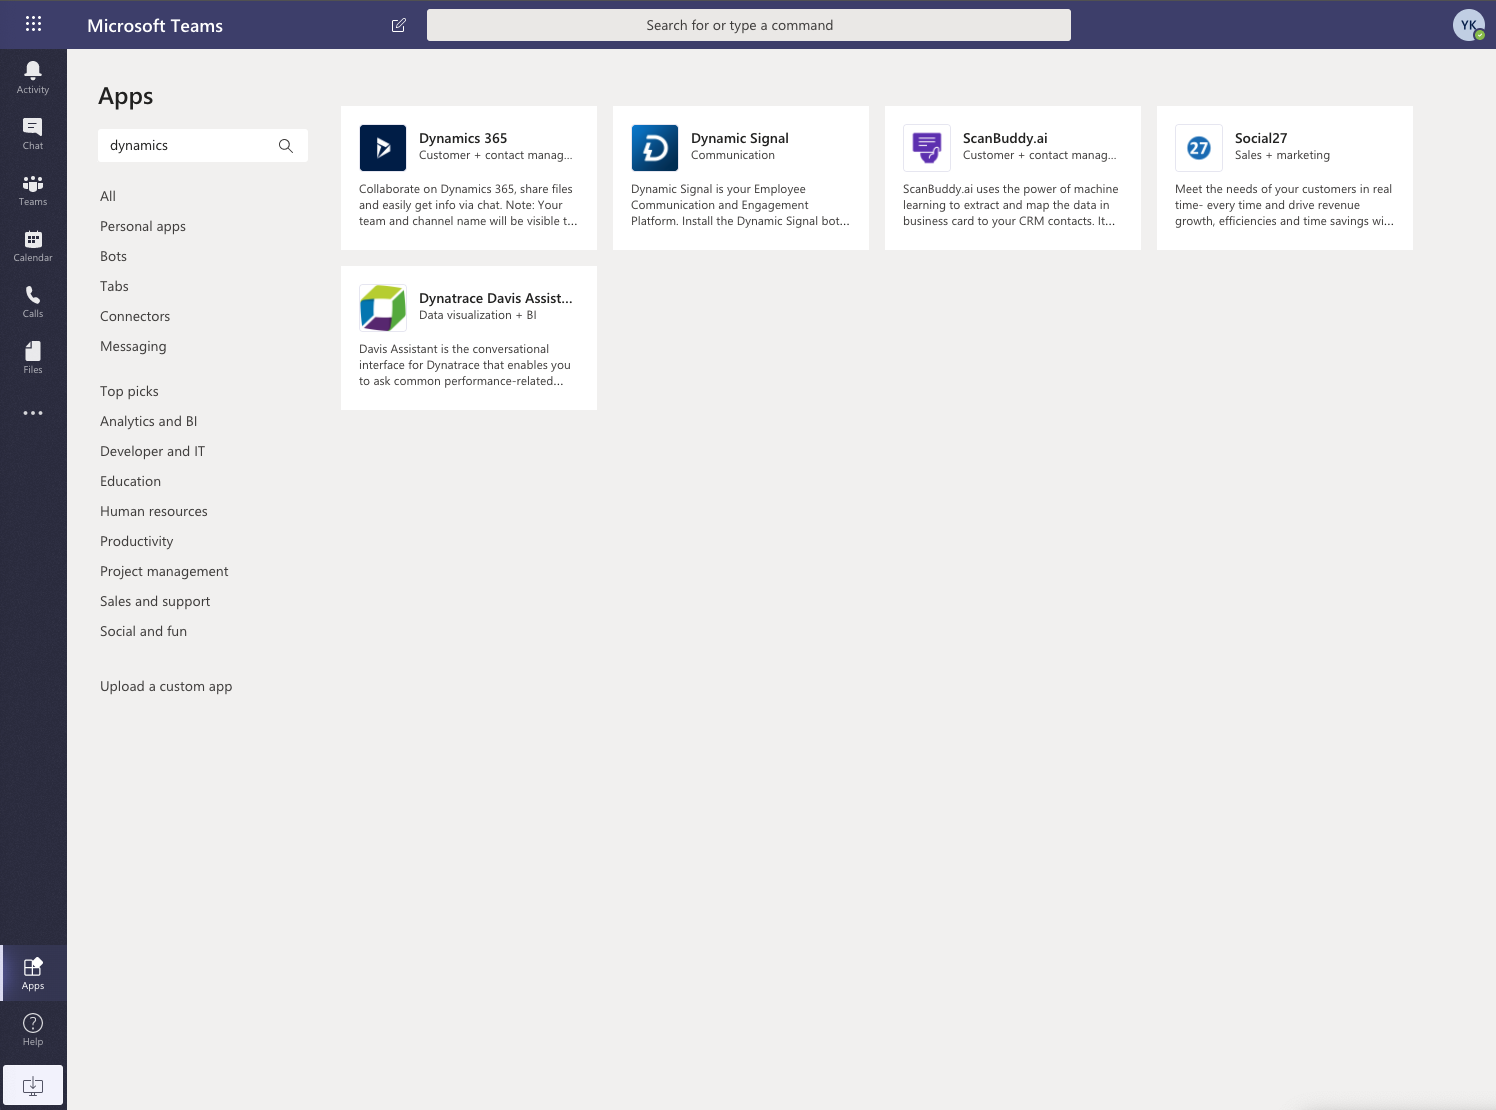 Microsoft Teams
Search for or type a command
YK
Activity
Chat
Teams
Calendar
Calls
Files
Apps
Help
Apps
dynamics
All
Personal apps
Bots
Tabs
Connectors
Messaging
Top picks
Analytics and BI
Developer and IT
Education
Human resources
Productivity
Project management
Sales and support
Social and fun
Upload a custom app
Dynamics 365
Customer + contact manag...
Collaborate on Dynamics 365, share files
and easily get info via chat. Note: Your
team and channel name will be visible t...
Dynamic Signal
Communication
Dynamic Signal is your Employee
Communication and Engagement
Platform. Install the Dynamic Signal bot...
ScanBuddy.ai
Customer + contact manag...
ScanBuddy.ai uses the power of machine
learning to extract and map the data in
business card to your CRM contacts. It...
27
Social27
Sales + marketing
Meet the needs of your customers in real
time- every time and drive revenue
growth, efficiencies and time savings wi...
Dynatrace Davis Assist...
Data visualization + BI
Davis Assistant is the conversational
interface for Dynatrace that enables you
to ask common performance-related...